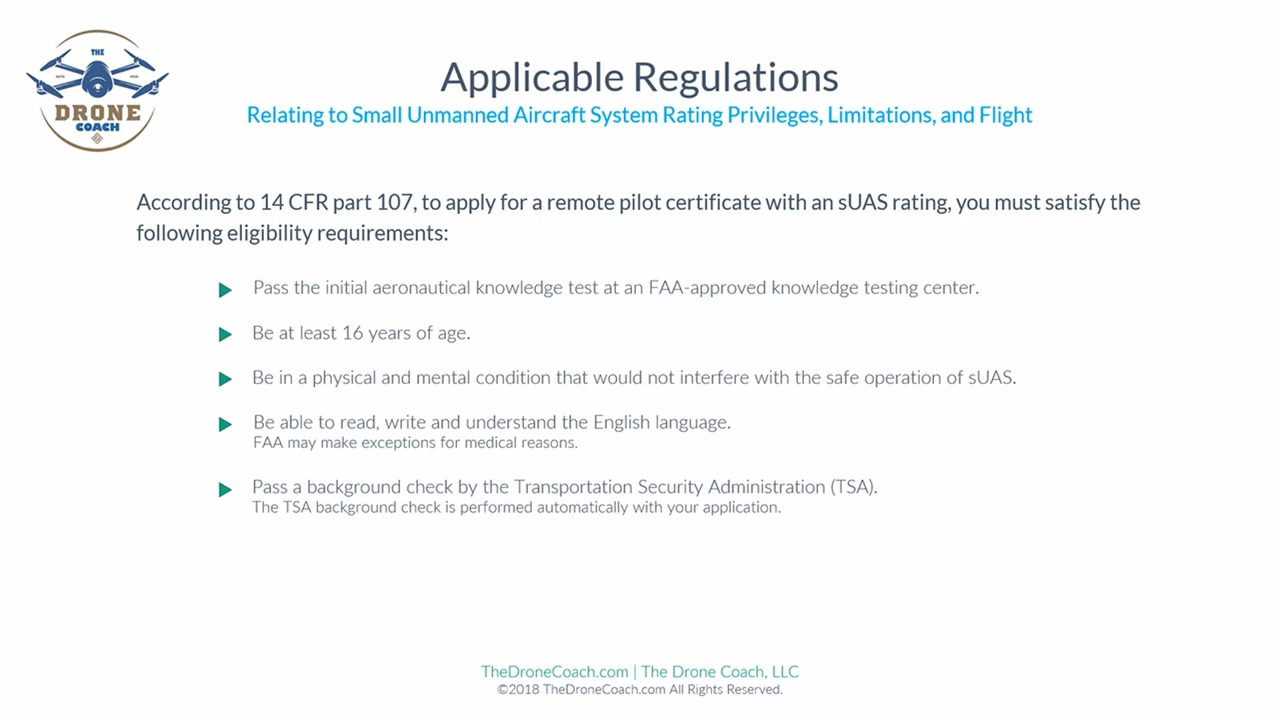 THE
DRONE
COACH
Applicable Regulations
Relating to Small Unmanned Aircraft System Rating Privileges, Limitations, and Flight
According to 14 CFR part 107, to apply for a remote pilot certificate with an sUAS rating, you must satisfy the
following eligibility requirements:
Pass the initial aeronautical knowledge test at an FAA-approved knowledge testing center.
Be at least 16 years of age.
Be in a physical and mental condition that would not interfere with the safe operation of sUAS.
Be able to read, write and understand the English language.
FAA may make exceptions for medical reasons.
Pass a background check by the Transportation Security Administration (TSA).
The TSA background check is performed automatically with your application.
TheDroneCoach.com | The Drone Coach, LLC
©2018 TheDroneCoach.com All Rights Reserved.